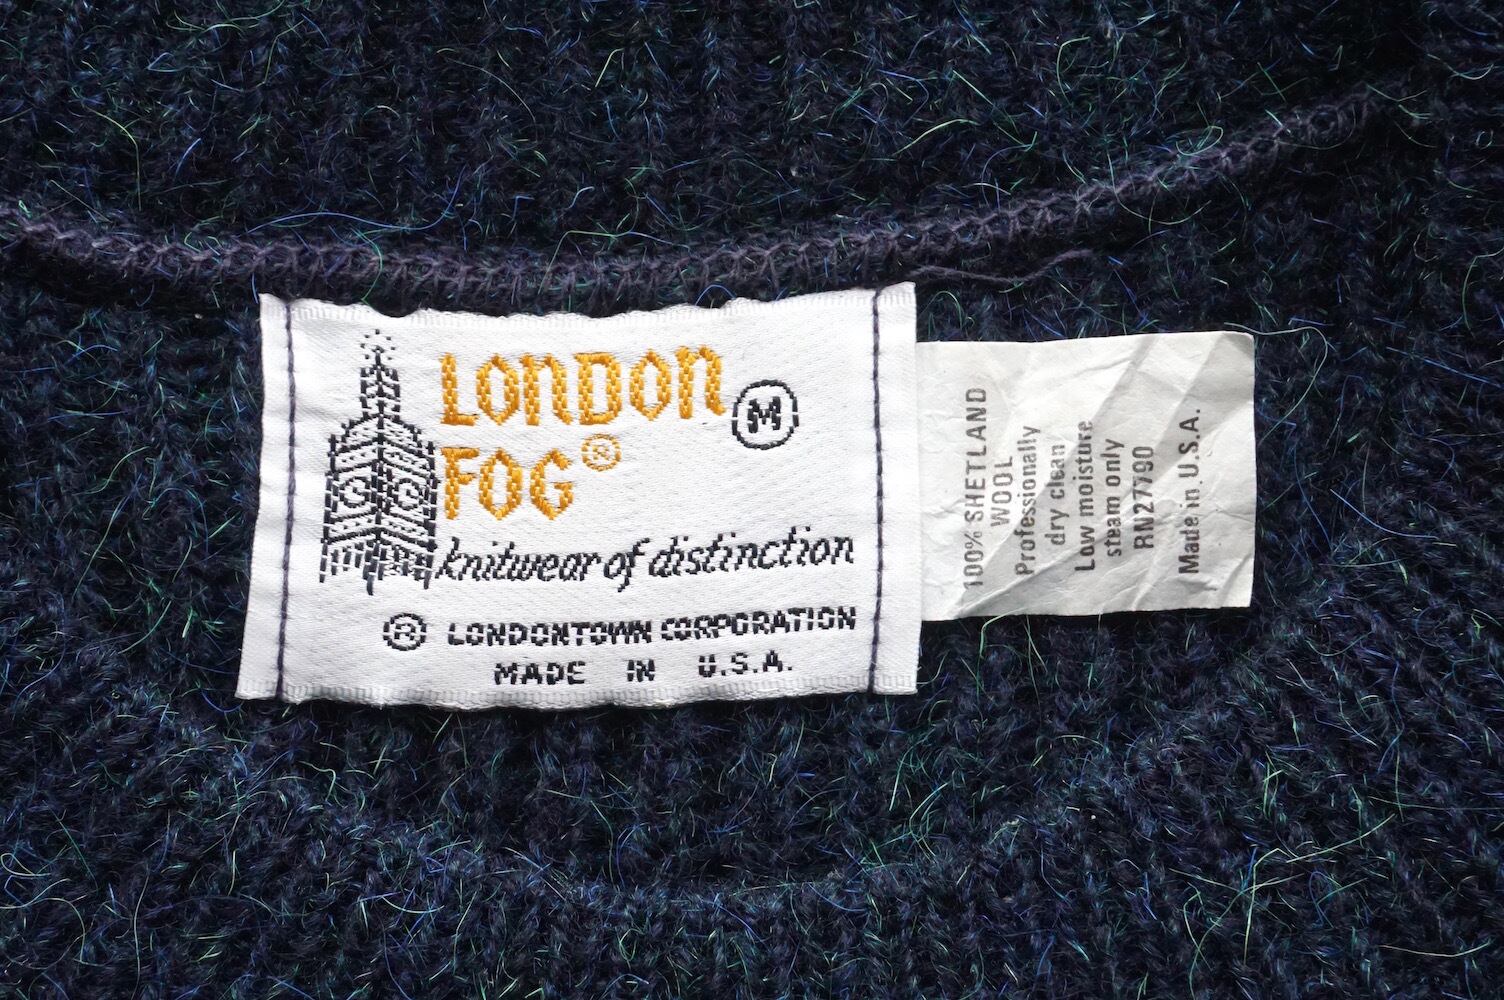 LONDON
FOG®
M
knitwear of distinction
® LONDONTOWN CORPORATION
MADE IN U.S.A.
100% SHETLAND
WOOL
Professionally
dry clean
Low moisture
steam only
RN27790
Made in U.S.A.